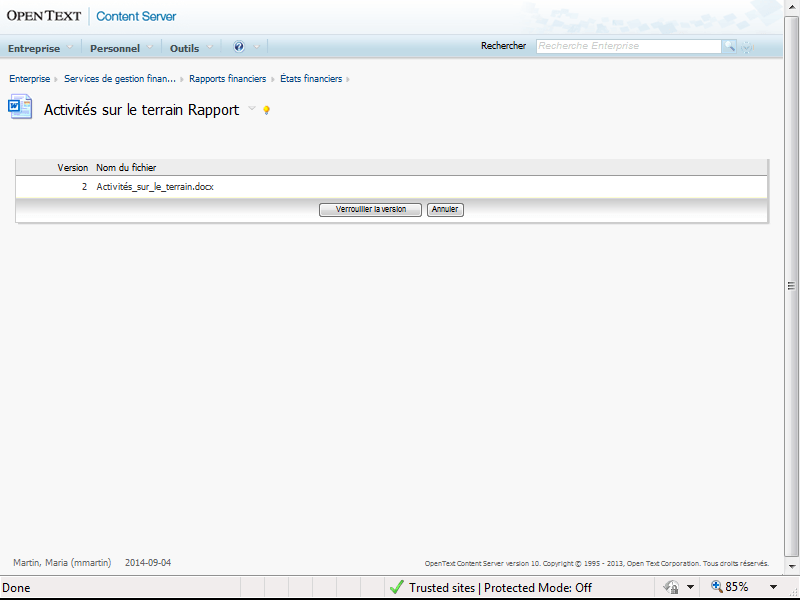 OPEN TEXT Content Server
Entreprise Personnel Outils Rechercher Recherche Enterprise
Enterprise Services de gestion finan... Rapports financiers États financiers
Activités sur le terrain Rapport
Version Nom du fichier
2 Activités_sur_le_terrain.docx
Verrouiller la version Annuler
Martin, Maria (mmartin) 2014-09-04 OpenText Content Server version 10. Copyright © 1995 - 2013, Open Text Corporation. Tous droits réservés.
Done Trusted sites | Protected Mode: Off 85%